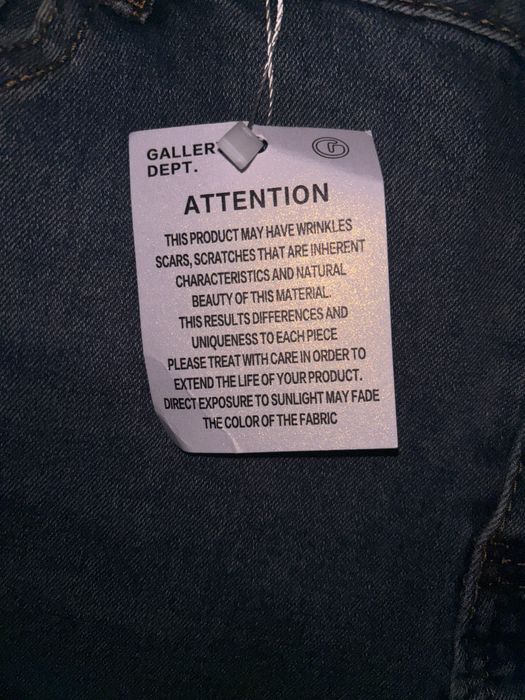 GALLER
DEPT.
G
ATTENTION
THIS PRODUCT MAY HAVE WRINKLES
SCARS, SCRATCHES THAT ARE INHERENT
CHARACTERISTICS AND NATURAL
BEAUTY OF THIS MATERIAL.
THIS RESULTS DIFFERENCES AND
UNIQUENESS TO EACH PIECE
PLEASE TREAT WITH CARE IN ORDER TO
EXTEND THE LIFE OF YOUR PRODUCT.
DIRECT EXPOSURE TO SUNLIGHT MAY FADE
THE COLOR OF THE FABRIC